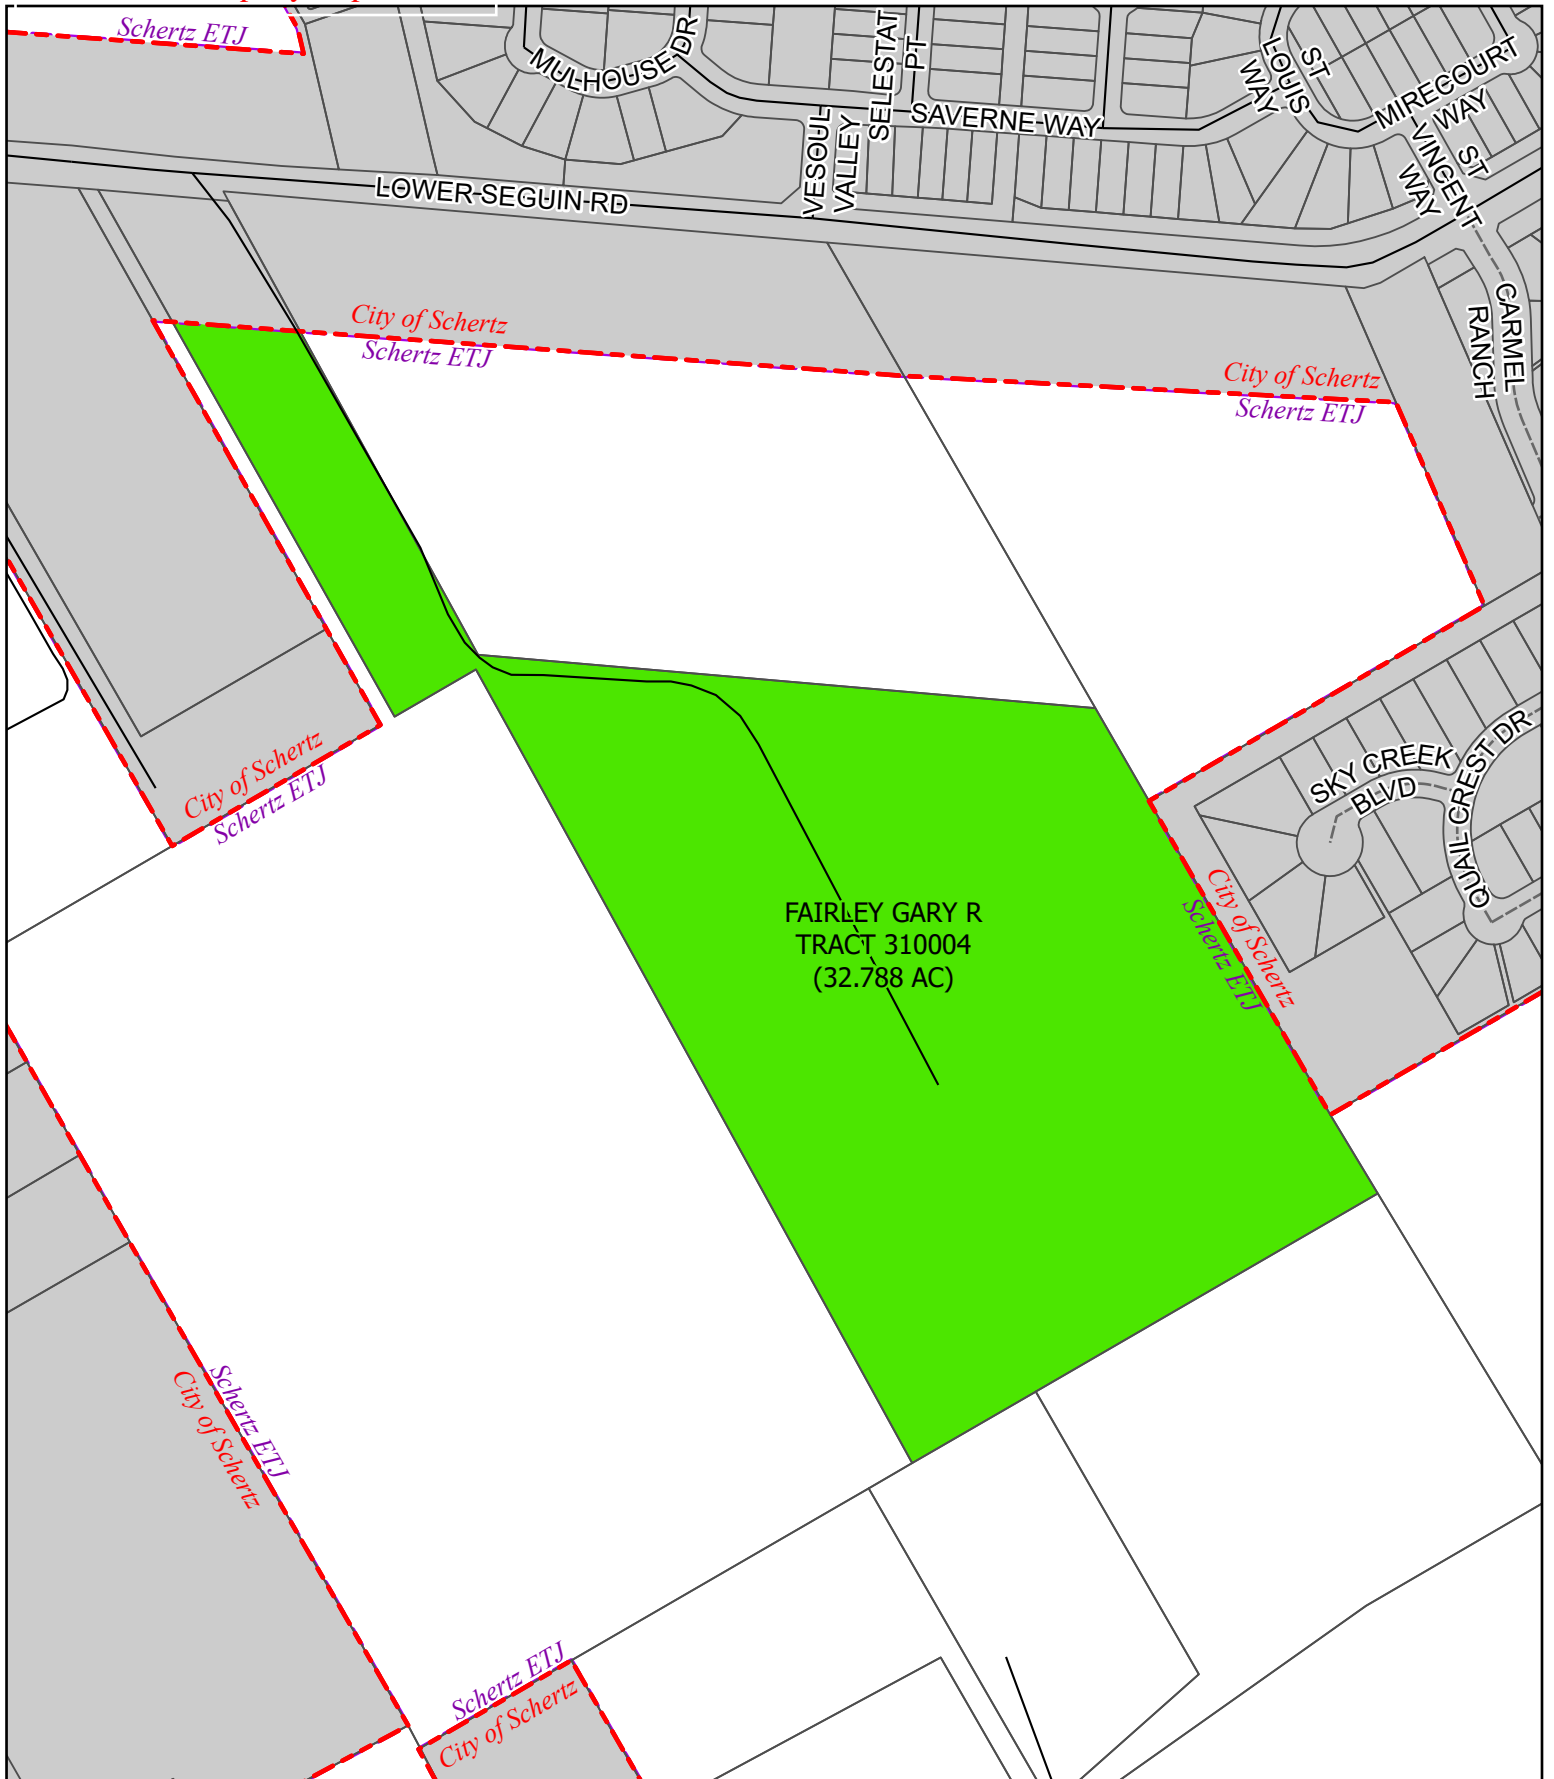 Schertz ETJ
MULHOUSE DR
SELESTAT
PT
SAVERNE WAY
VESOUL
VALLEY
ST
LOUIS
WAY
MIRECOURT
WAY
ST
VINCENT
WAY
LOWER SEGUIN RD
CARMEL
RANCH
City of Schertz
Schertz ETJ
City of Schertz
Schertz ETJ
City of Schertz
Schertz ETJ
SKY CREEK
BLVD
QUAIL CREST DR
City of Schertz
Schertz ETJ
FAIRLEY GARY R
TRACT 310004
(32.788 AC)
Schertz ETJ
City of Schertz
Schertz ETJ
City of Schertz